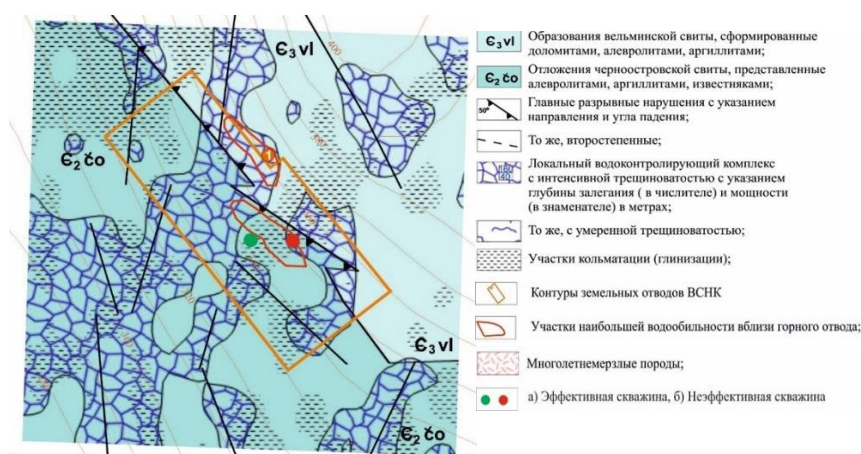 Є₃ vl
400
Є₂ čo
1
Є₃ vl
Є₂ čo
Є₃ vl
Образования вельминской свиты, сформированные
доломитами, алевролитами, аргиллитами;
Є₂ čo
Отложения черноостровской свиты, представленные
алевролитами, аргиллитами, известняками;
50°
Главные разрывные нарушения с указанием
направления и угла падения;
То же, второстепенные;
Локальный водоконтролирующий комплекс
с интенсивной трещиноватостью с указанием
глубины залегания ( в числителе) и мощности
(в знаменателе) в метрах;
То же, с умеренной трещиноватостью;
Участки кольматации (глинизации);
Контуры земельных отводов ВСНК
Участки наибольшей водообильности вблизи горного отвода;
Многолетнемерзлые породы;
а) Эффективная скважина, б) Неэффективная скважина